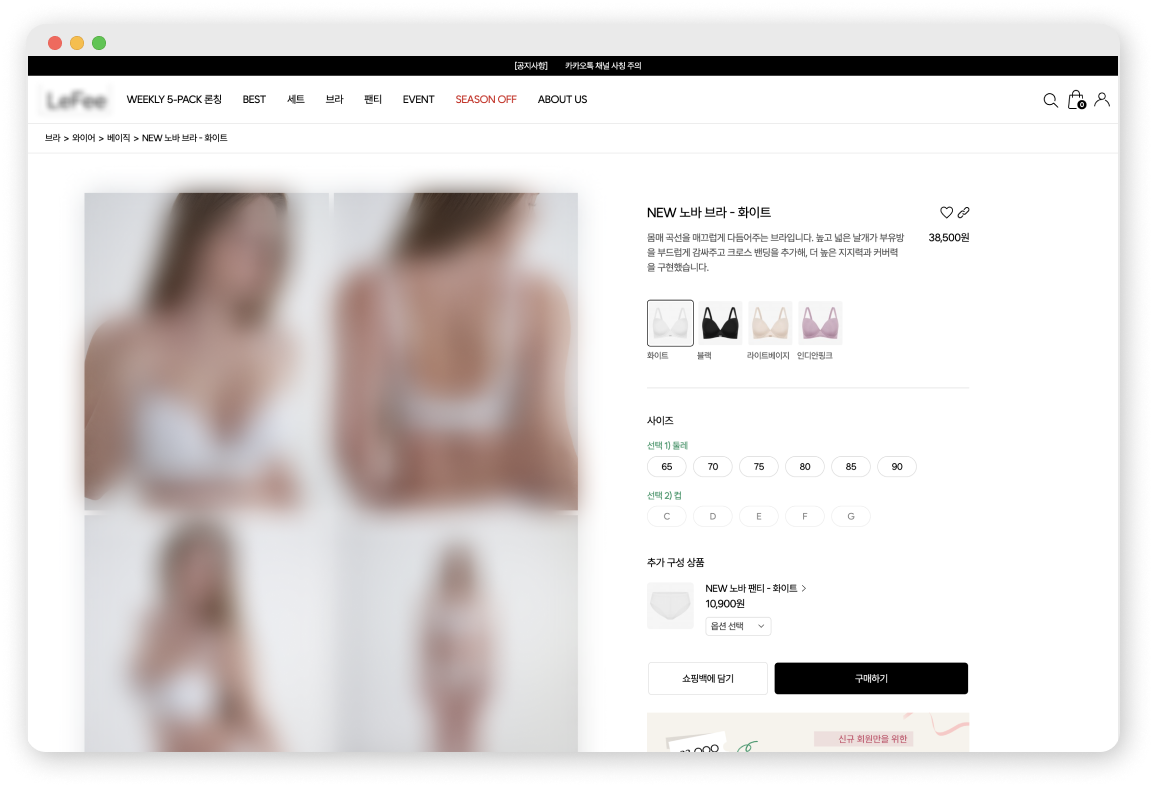 [공지사항] 카카오톡 채널 사칭 주의
LeFee
WEEKLY 5-PACK 론칭 BEST 세트 브라 팬티 EVENT SEASON OFF ABOUT US
0
브라 > 와이어 > 베이직 > NEW 노바 브라 - 화이트
NEW 노바 브라 - 화이트
38,500원
몸매 곡선을 매끄럽게 다듬어주는 브라입니다. 높고 넓은 날개가 부유방
을 부드럽게 감싸주고 크로스 밴딩을 추가해, 더 높은 지지력과 커버력
을 구현했습니다.
화이트 블랙 라이트베이지 인디안핑크
사이즈
선택 1) 둘레
65 70 75 80 85 90
선택 2) 컵
C D E F G
추가 구성 상품
NEW 노바 팬티 - 화이트
10,900원
옵션 선택
쇼핑백에 담기 구매하기
신규 회원만을 위한